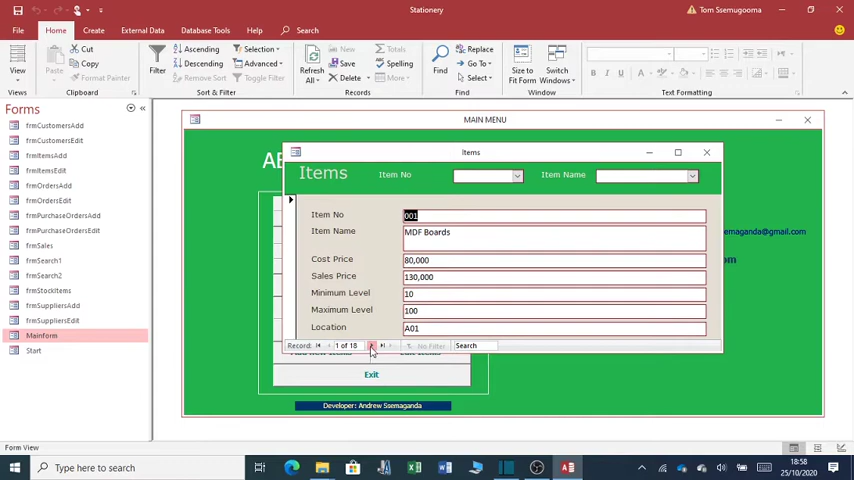 Stationery
Tom Ssemugooma
File
Home
Create
External Data
Database Tools
Help
Search
View
Views
Paste
Cut
Copy
Format Painter
Clipboard
Filter
Ascending
Descending
Remove Sort
Selection
Advanced
Toggle Filter
Sort & Filter
Refresh All
New
Save
Delete
Totals
Spelling
More
Records
Find
Replace
Go To
Select
Find
Size to Fit Form
Switch Windows
Window
B I U
Text Formatting
Forms
frmCustomersAdd
frmCustomersEdit
frmItemsAdd
frmItemsEdit
frmOrdersAdd
frmOrdersEdit
frmPurchaseOrdersAdd
frmPurchaseOrdersEdit
frmSales
frmSearch1
frmSearch2
frmStockItems
frmSuppliersAdd
frmSuppliersEdit
Mainform
Start
MAIN MENU
Items
Items
Item No
Item Name
Item No 001
Item Name MDF Boards
Cost Price 80,000
Sales Price 130,000
Minimum Level 10
Maximum Level 100
Location A01
Record: 1 of 18 No Filter Search
ssemaganda@gmail.com
Exit
Developer: Andrew Ssemaganda
Form View
Type here to search
18:58
25/10/2020